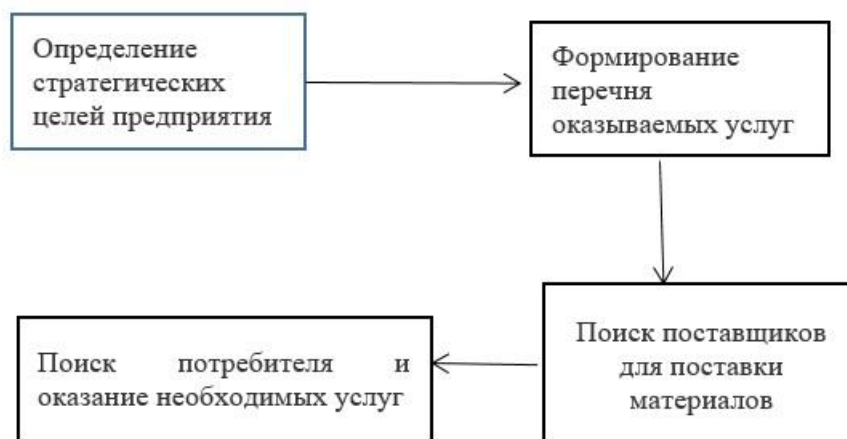 Определение
стратегических
целей предприятия
Формирование
перечня
оказываемых услуг
Поиск поставщиков
для поставки
материалов
Поиск потребителя и
оказание необходимых услуг